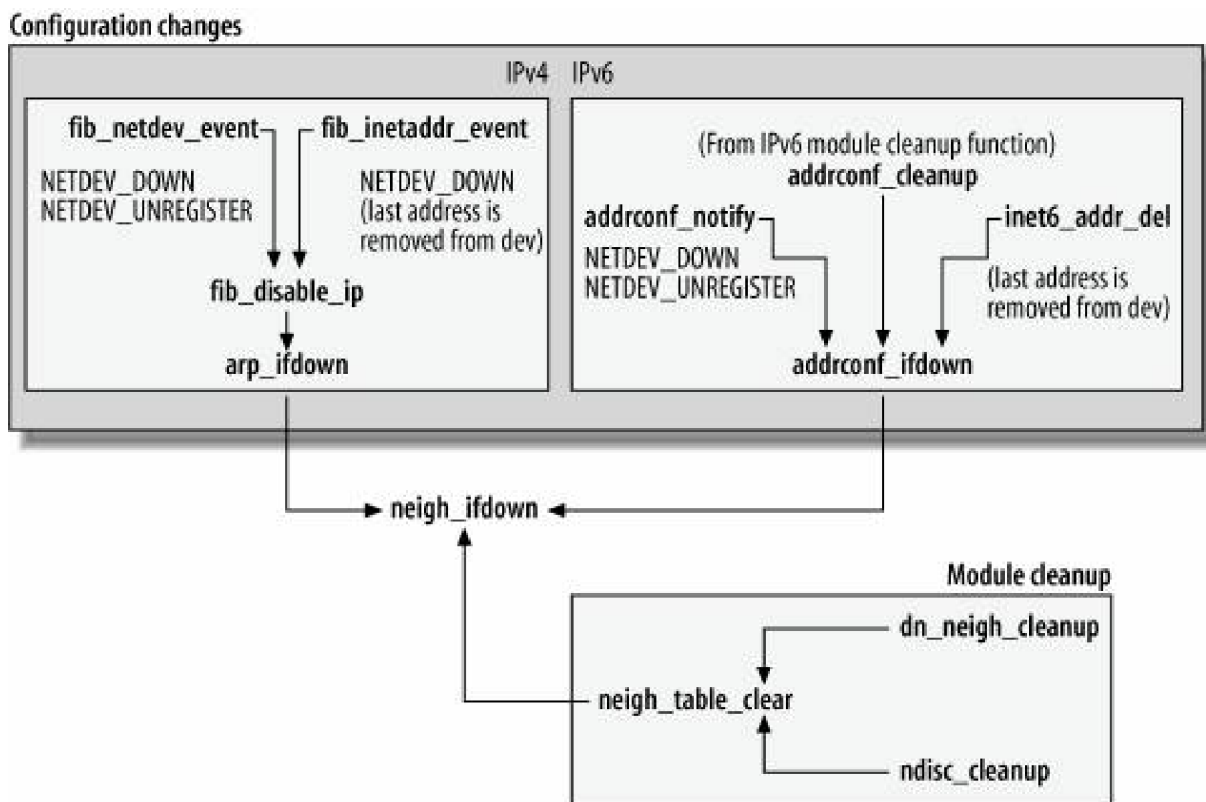 Configuration changes
IPv4
IPv6
fib_netdev_event
fib_inetaddr_event
NETDEV_DOWN
NETDEV_UNREGISTER
NETDEV_DOWN
(last address is
removed from dev)
fib_disable_ip
arp_ifdown
(From IPv6 module cleanup function)
addrconf_cleanup
addrconf_notify
inet6_addr_del
NETDEV_DOWN
NETDEV_UNREGISTER
(last address is
removed from dev)
addrconf_ifdown
neigh_ifdown
Module cleanup
dn_neigh_cleanup
neigh_table_clear
ndisc_cleanup